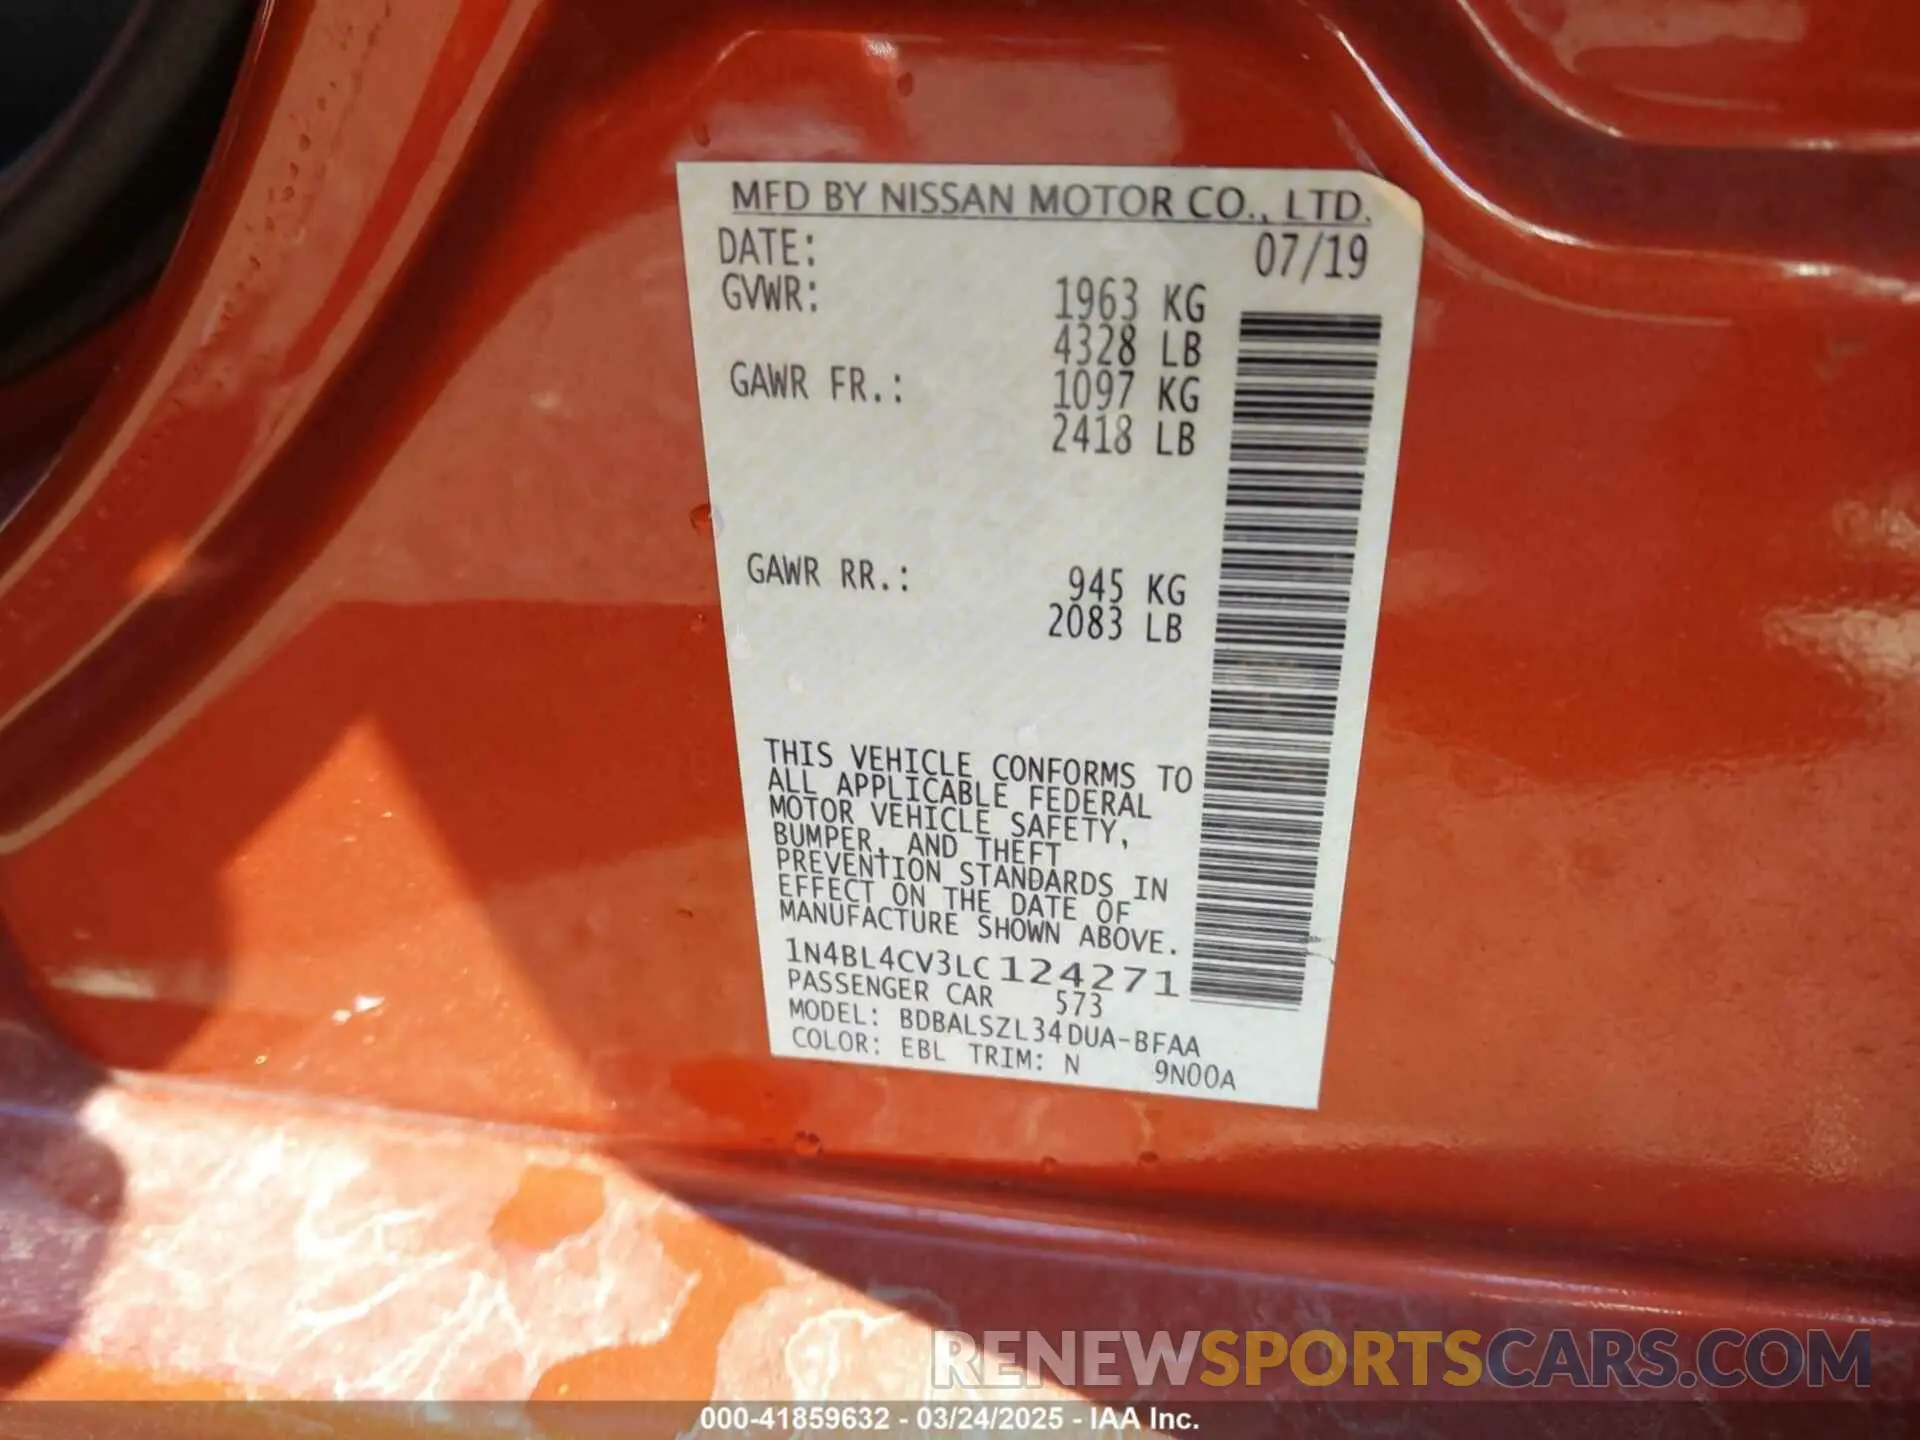 MFD BY NISSAN MOTOR CO., LTD.
DATE: 07/19
GVWR: 1963 KG
4328 LB
GAWR FR.: 1097 KG
2418 LB
GAWR RR.: 945 KG
2083 LB
THIS VEHICLE CONFORMS TO
ALL APPLICABLE FEDERAL
MOTOR VEHICLE SAFETY,
BUMPER, AND THEFT
PREVENTION STANDARDS IN
EFFECT ON THE DATE OF
MANUFACTURE SHOWN ABOVE.
1N4BL4CV3LC124271
PASSENGER CAR 573
MODEL: BDBALSZL34DUA-BFAA
COLOR: EBL TRIM: N 9N00A
RENEWSPORTSCARS.COM
000-41859632 - 03/24/2025 - IAA Inc.